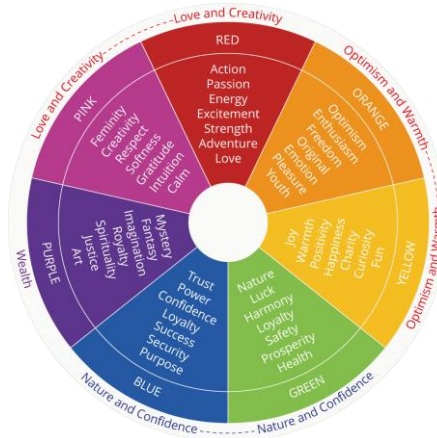 Love and Creativity
RED
Action
Passion
Energy
Excitement
Strength
Adventure
Love
Optimism and Warmth
ORANGE
Optimism
Enthusiasm
Freedom
Original
Emotion
Pleasure
Youth
Optimism and Warmth
YELLOW
Joy
Warmth
Positivity
Happiness
Charity
Curiosity
Fun
Nature and Confidence
GREEN
Nature
Luck
Harmony
Loyalty
Safety
Prosperity
Health
Nature and Confidence
BLUE
Trust
Power
Confidence
Loyalty
Success
Security
Purpose
Wealth
PURPLE
Mystery
Fantasy
Imagination
Royalty
Spirituality
Justice
Art
Love and Creativity
PINK
Feminity
Creativity
Respect
Softness
Gratitude
Intuition
Calm